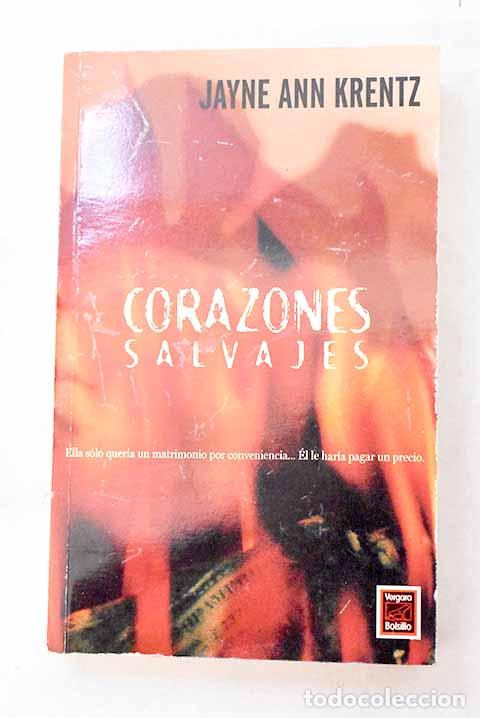 JAYNE ANN KRENTZ
CORAZONES
SALVAJES
Ella sólo quería un matrimonio por conveniencia... Él le haría pagar un precio.
Vergara
Bolsillo
todocoleccion